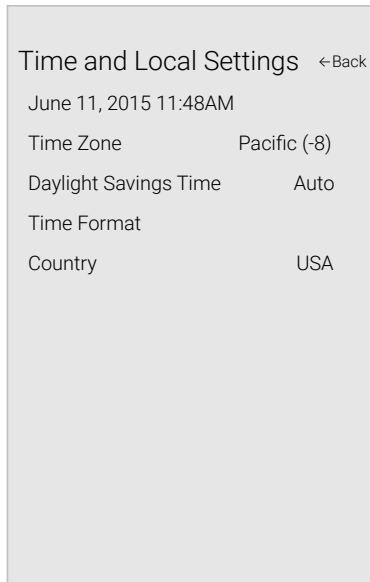 Time and Local Settings ←Back
June 11, 2015 11:48AM
Time Zone Pacific (-8)
Daylight Savings Time Auto
Time Format
Country USA